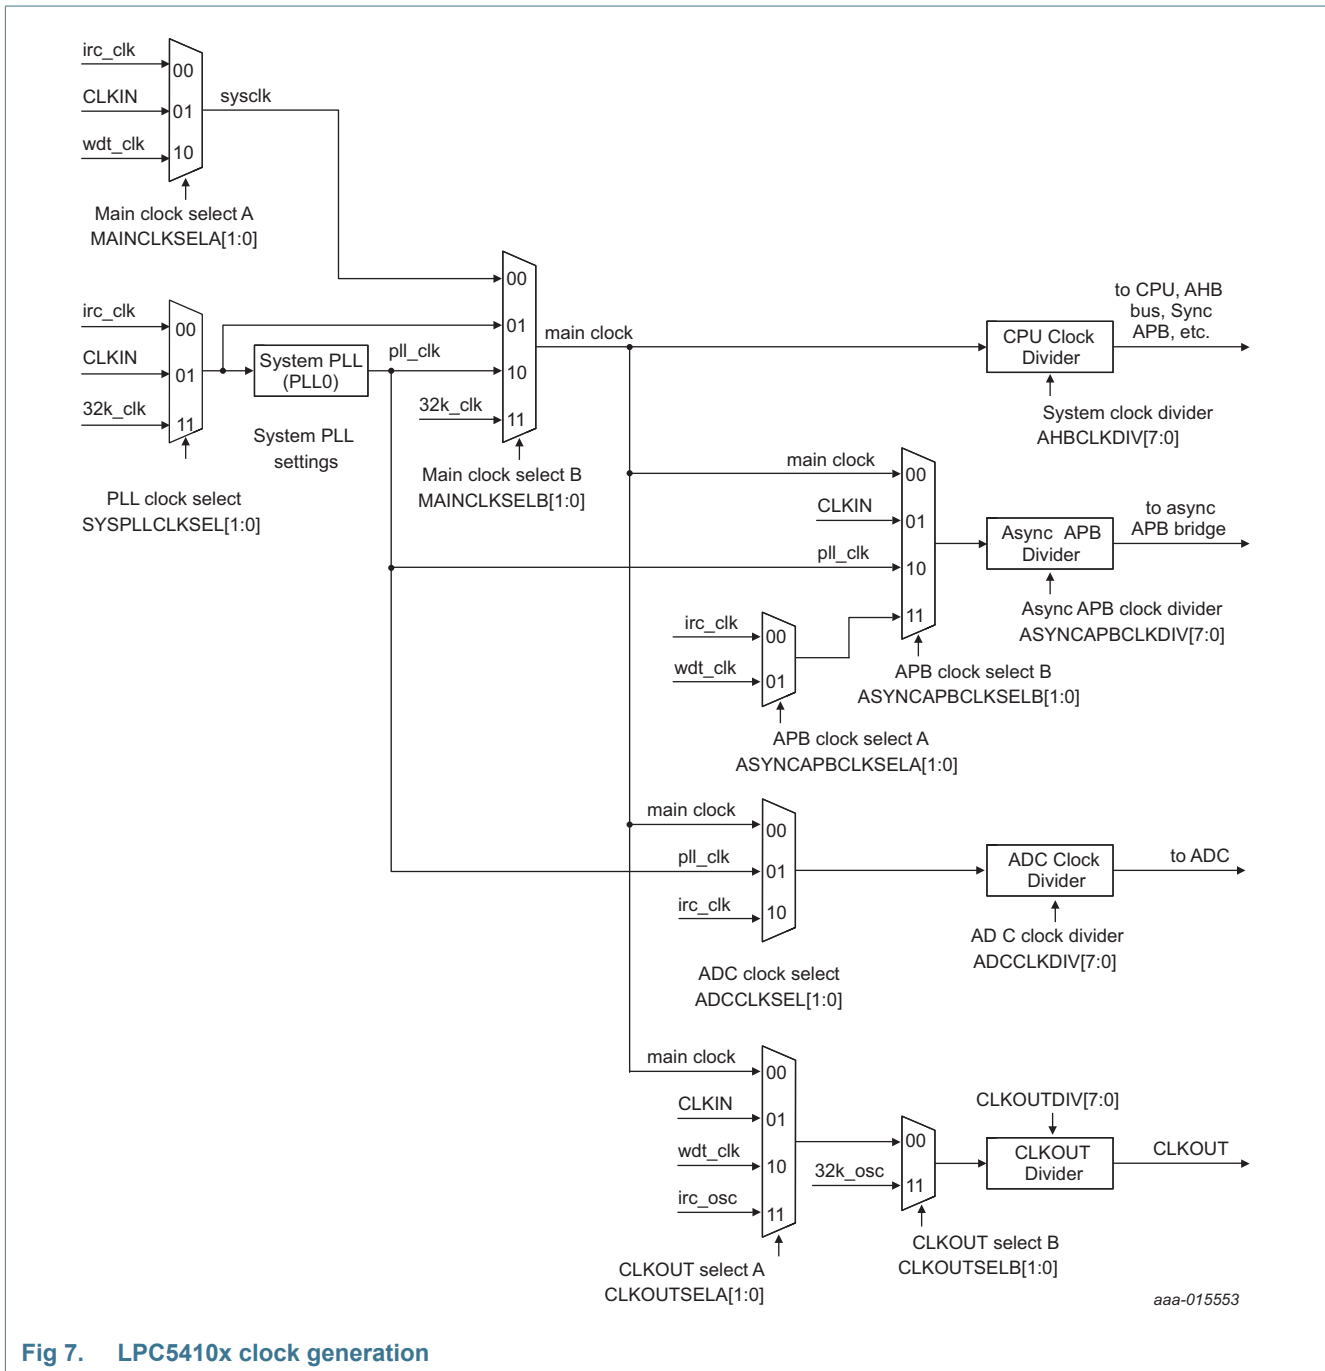 irc_clk
00
CLKIN
01
sysclk
wdt_clk
10
Main clock select A
MAINCLKSELA[1:0]
irc_clk
00
CLKIN
01
32k_clk
11
System PLL
(PLL0)
pll_clk
System PLL
settings
PLL clock select
SYSPLLCLKSEL[1:0]
00
01
10
32k_clk
11
main clock
Main clock select B
MAINCLKSELB[1:0]
CPU Clock
Divider
to CPU, AHB
bus, Sync
APB, etc.
System clock divider
AHBCLKDIV[7:0]
main clock
00
CLKIN
01
pll_clk
10
11
irc_clk
00
wdt_clk
01
APB clock select A
ASYNCAPBCLKSELA[1:0]
APB clock select B
ASYNCAPBCLKSELB[1:0]
Async APB
Divider
to async
APB bridge
Async APB clock divider
ASYNCAPBCLKDIV[7:0]
main clock
00
pll_clk
01
irc_clk
10
ADC clock select
ADCCLKSEL[1:0]
ADC Clock
Divider
to ADC
AD C clock divider
ADCCLKDIV[7:0]
main clock
00
CLKIN
01
wdt_clk
10
irc_osc
11
CLKOUT select A
CLKOUTSELA[1:0]
00
32k_osc
11
CLKOUT select B
CLKOUTSELB[1:0]
CLKOUTDIV[7:0]
CLKOUT
Divider
CLKOUT
aaa-015553
Fig 7. LPC5410x clock generation